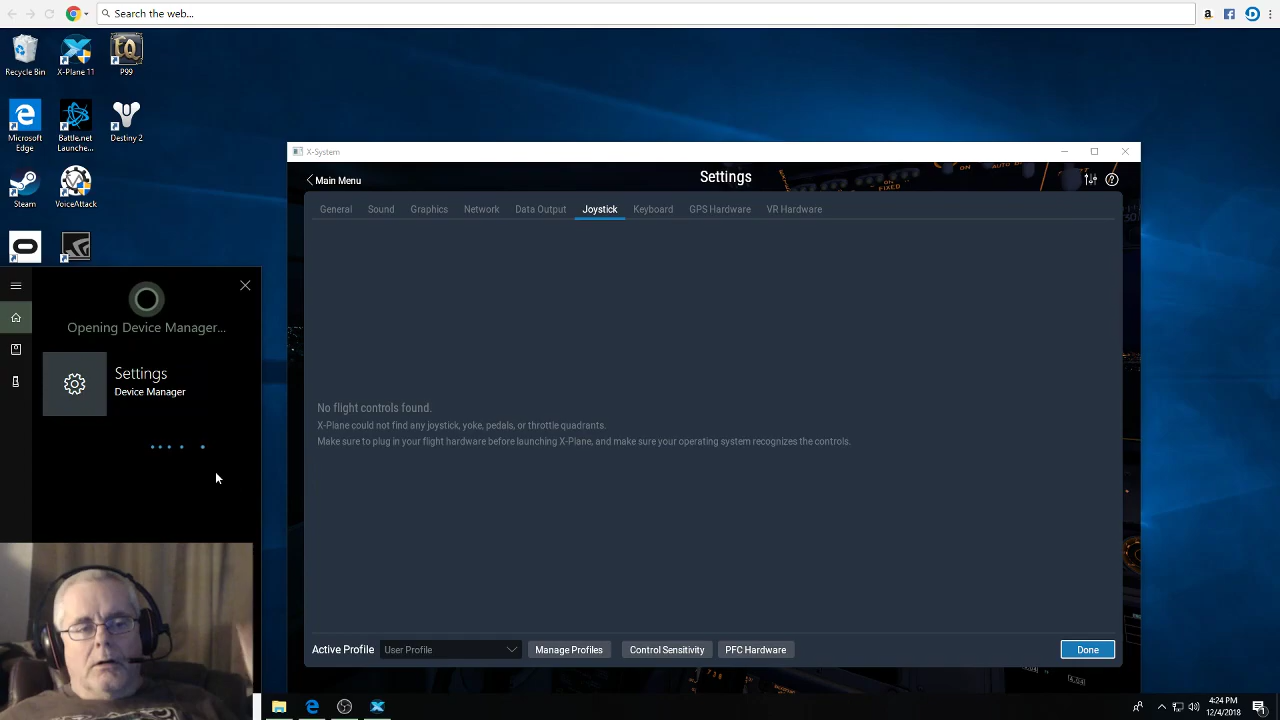 Search the web...
a
Recycle Bin
X-Plane 11
P99
Microsoft
Edge
Battle.net
Launche...
Destiny 2
Steam
VoiceAttack
X-System
Main Menu
Settings
General
Sound
Graphics
Network
Data Output
Joystick
Keyboard
GPS Hardware
VR Hardware
Opening Device Manager...
Settings
Device Manager
No flight controls found.
X-Plane could not find any joystick, yoke, pedals, or throttle quadrants.
Make sure to plug in your flight hardware before launching X-Plane, and make sure your operating system recognizes the controls.
Active Profile
User Profile
Manage Profiles
Control Sensitivity
PFC Hardware
Done
4:24 PM
12/4/2018